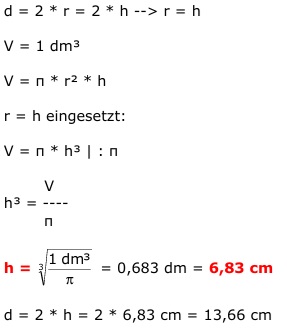 d = 2 * r = 2 * h --> r = h
V = 1 dm³
V = п * r² * h
r = h eingesetzt:
V = п * h³ | : п
V
h³ = ----
п
h = ∛(1 dm³ / π) = 0,683 dm = 6,83 cm
d = 2 * h = 2 * 6,83 cm = 13,66 cm